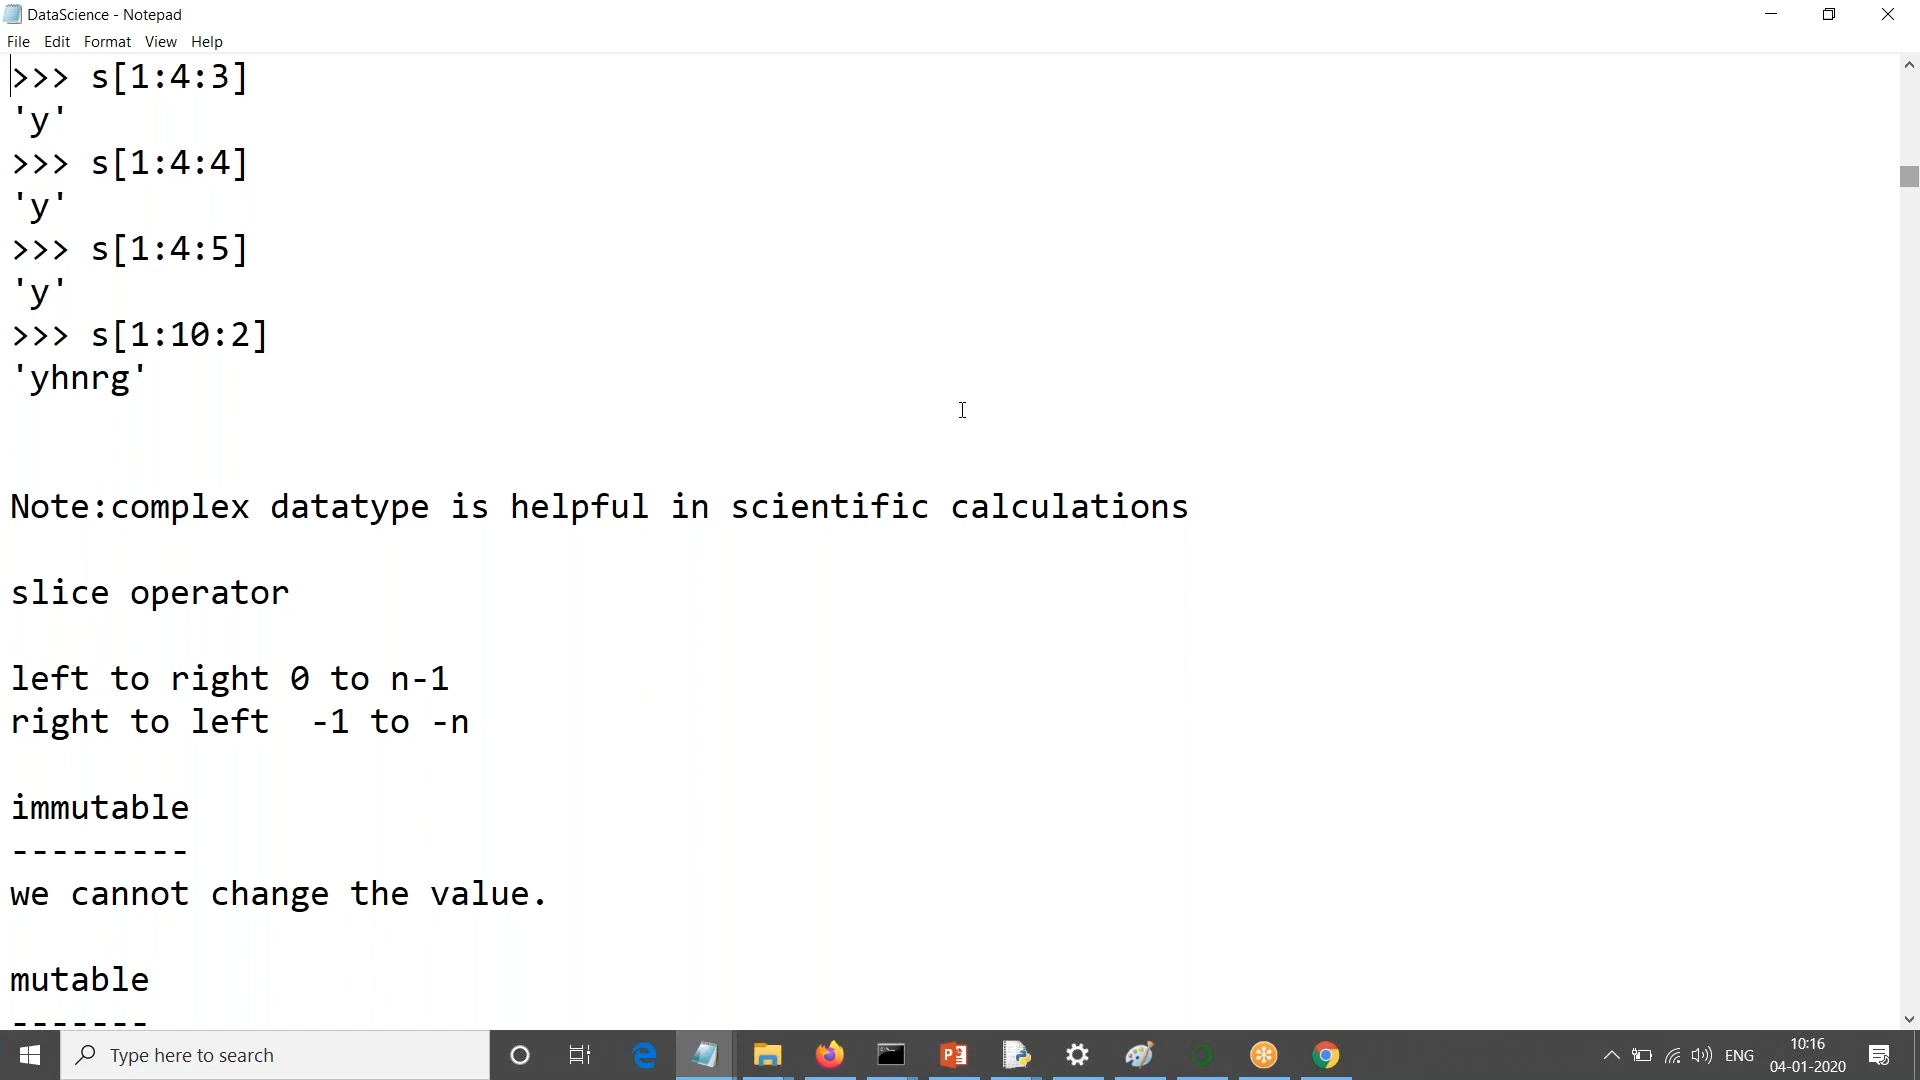 DataScience - Notepad
File Edit Format View Help
>>> s[1:4:3]
'y'
>>> s[1:4:4]
'y'
>>> s[1:4:5]
'y'
>>> s[1:10:2]
'yhnrg'
Note:complex datatype is helpful in scientific calculations
slice operator
left to right 0 to n-1
right to left  -1 to -n
immutable
---------
we cannot change the value.
mutable
-------
Type here to search
ENG
10:16
04-01-2020